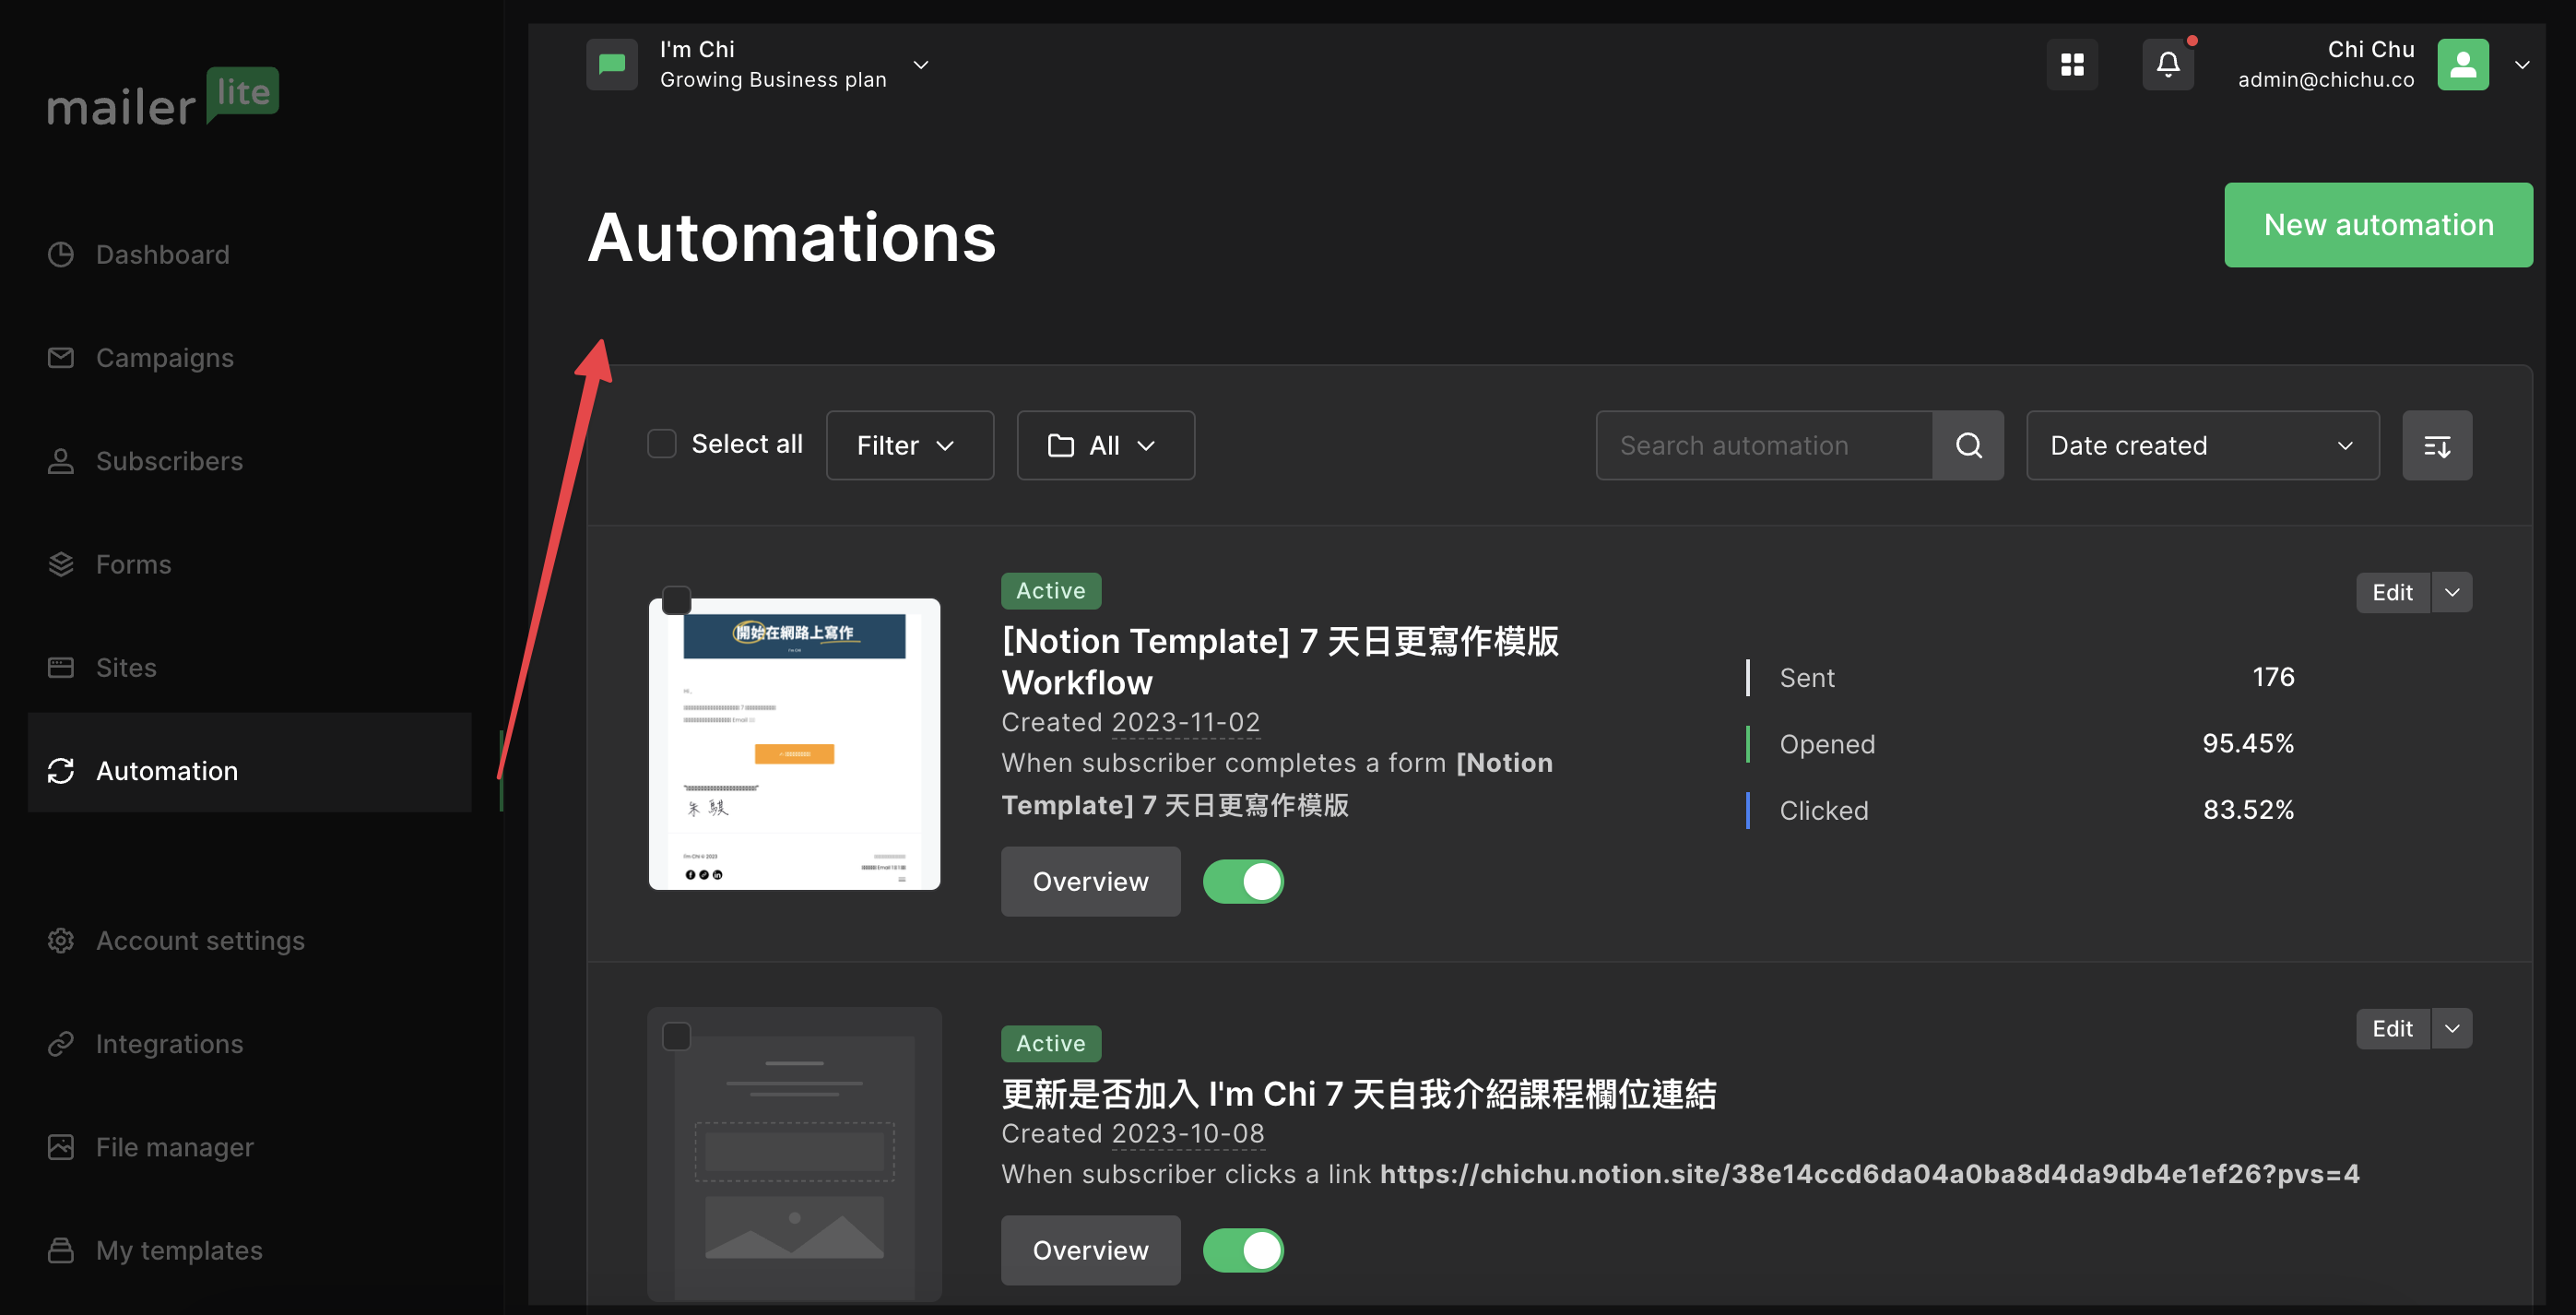 mailer lite
Dashboard
Campaigns
Subscribers
Forms
Sites
Automation
Account settings
Integrations
File manager
My templates
I'm Chi
Growing Business plan
Chi Chu
admin@chichu.co
Automations
New automation
Select all
Filter
All
Search automation
Date created
開始在網路上寫作
I'm Chi
Active
[Notion Template] 7 天日更寫作模版
Workflow
Created 2023-11-02
When subscriber completes a form [Notion
Template] 7 天日更寫作模版
Overview
Edit
Sent 176
Opened 95.45%
Clicked 83.52%
朱 騏
I'm Chi © 2023
Active
更新是否加入 I'm Chi 7 天自我介紹課程欄位連結
Created 2023-10-08
When subscriber clicks a link https://chichu.notion.site/38e14ccd6da04a0ba8d4da9db4e1ef26?pvs=4
Overview
Edit